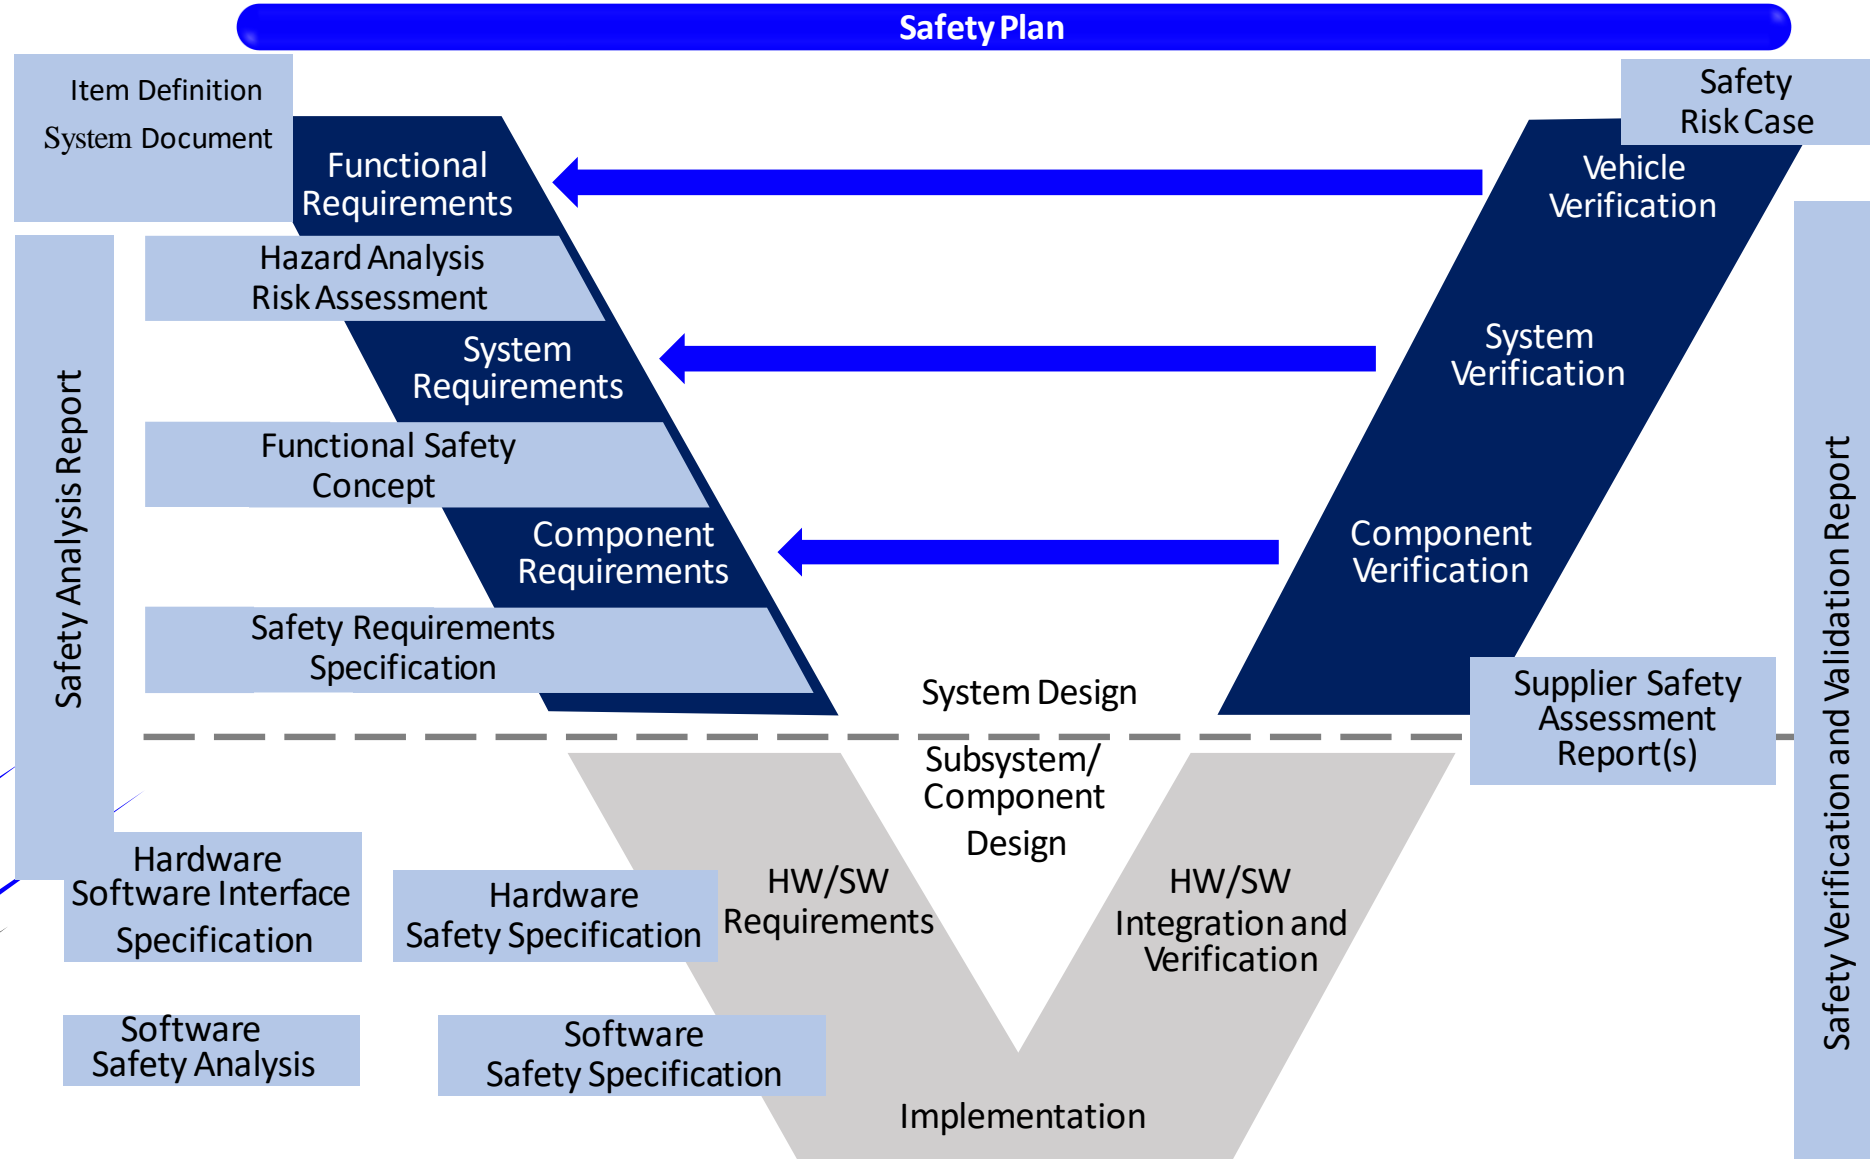 Safety Plan
Item Definition
System Document
Safety
Risk Case
Functional
Requirements
Vehicle
Verification
Hazard Analysis
Risk Assessment
System
Requirements
System
Verification
Functional Safety
Concept
Component
Requirements
Component
Verification
Safety Requirements
Specification
Safety Analysis Report
Safety Verification and Validation Report
System Design
Supplier Safety
Assessment
Report(s)
Subsystem/
Component
Design
Hardware
Software Interface
Specification
Hardware
Safety Specification
HW/SW
Requirements
HW/SW
Integration and
Verification
Software
Safety Analysis
Software
Safety Specification
Implementation